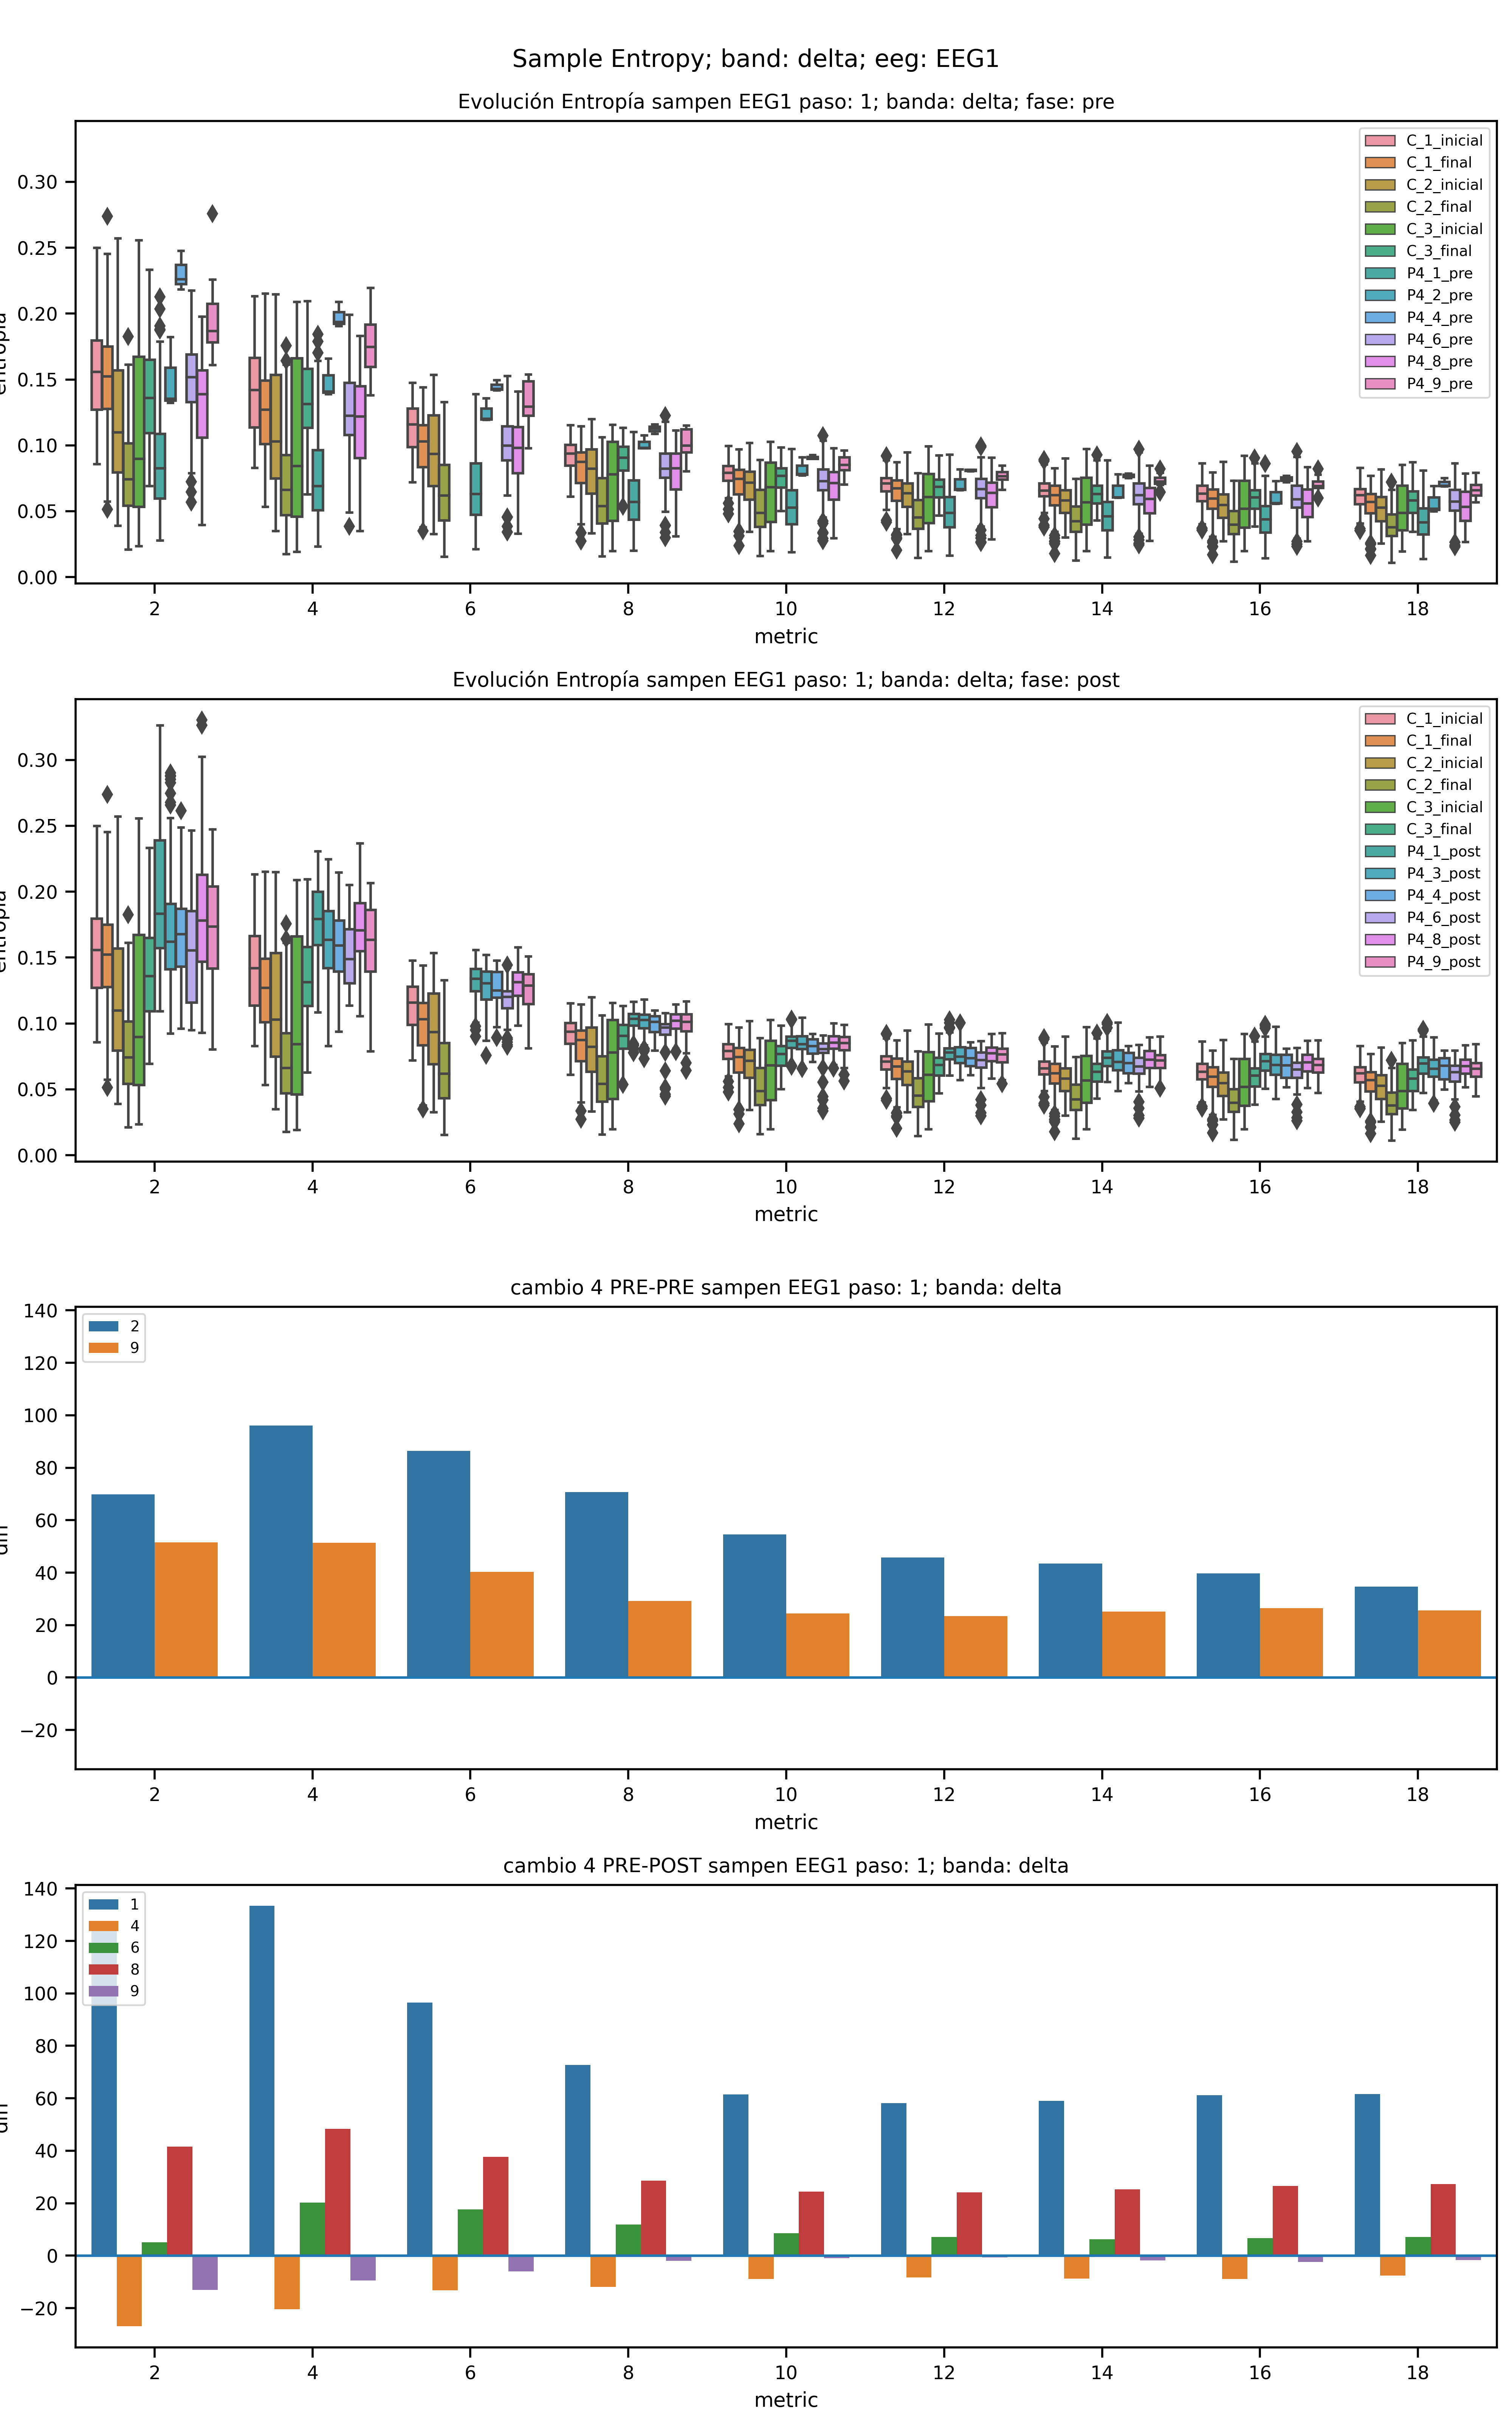 Sample Entropy; band: delta; eeg: EEG1
Evolución Entropía sampen EEG1 paso: 1; banda: delta; fase: pre
0.30
0.25
0.20
0.15
0.10
0.05
0.00
C_1_inicial
C_1_final
C_2_inicial
C_2_final
C_3_inicial
C_3_final
P4_1_pre
P4_2_pre
P4_4_pre
P4_6_pre
P4_8_pre
P4_9_pre
2 4 6 8 10 12 14 16 18
metric
Evolución Entropía sampen EEG1 paso: 1; banda: delta; fase: post
0.30
0.25
0.20
0.15
0.10
0.05
0.00
C_1_inicial
C_1_final
C_2_inicial
C_2_final
C_3_inicial
C_3_final
P4_1_post
P4_3_post
P4_4_post
P4_6_post
P4_8_post
P4_9_post
2 4 6 8 10 12 14 16 18
metric
cambio 4 PRE-PRE sampen EEG1 paso: 1; banda: delta
140
120
100
80
60
40
20
0
−20
2
9
2 4 6 8 10 12 14 16 18
metric
cambio 4 PRE-POST sampen EEG1 paso: 1; banda: delta
140
120
100
80
60
40
20
0
−20
1
4
6
8
9
2 4 6 8 10 12 14 16 18
metric